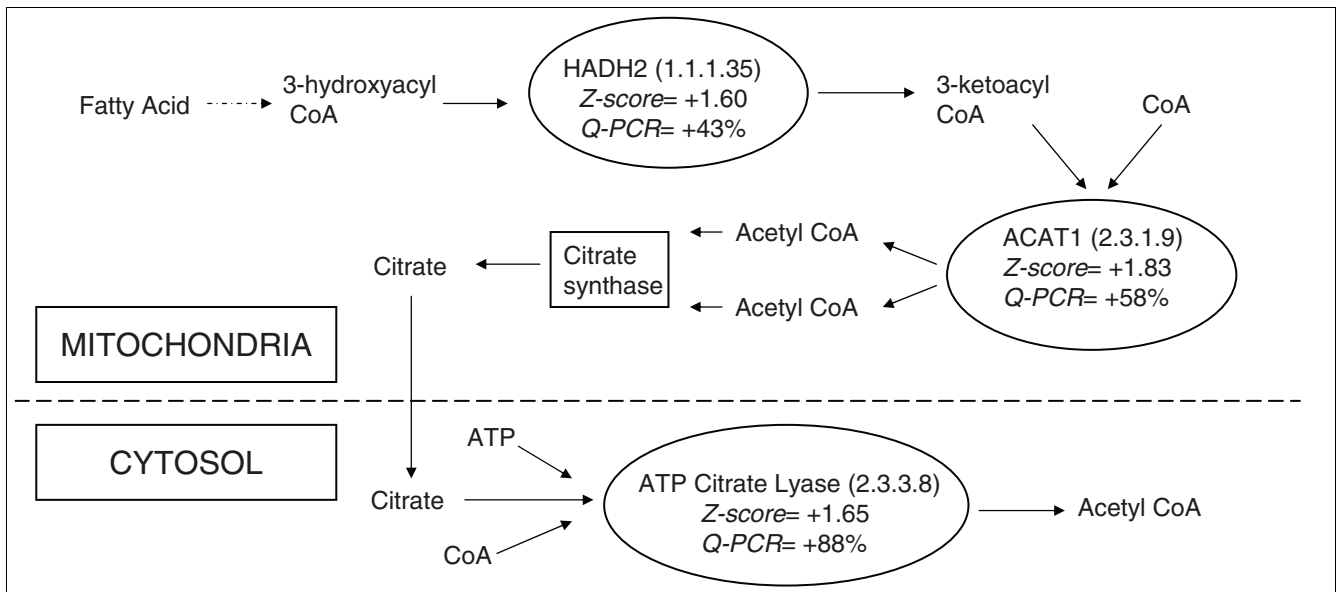 Fatty Acid
3-hydroxyacyl
CoA
HADH2 (1.1.1.35)
Z-score= +1.60
Q-PCR= +43%
3-ketoacyl
CoA
CoA
ACAT1 (2.3.1.9)
Z-score= +1.83
Q-PCR= +58%
Acetyl CoA
Acetyl CoA
Citrate
synthase
Citrate
MITOCHONDRIA
CYTOSOL
ATP
Citrate
CoA
ATP Citrate Lyase (2.3.3.8)
Z-score= +1.65
Q-PCR= +88%
Acetyl CoA